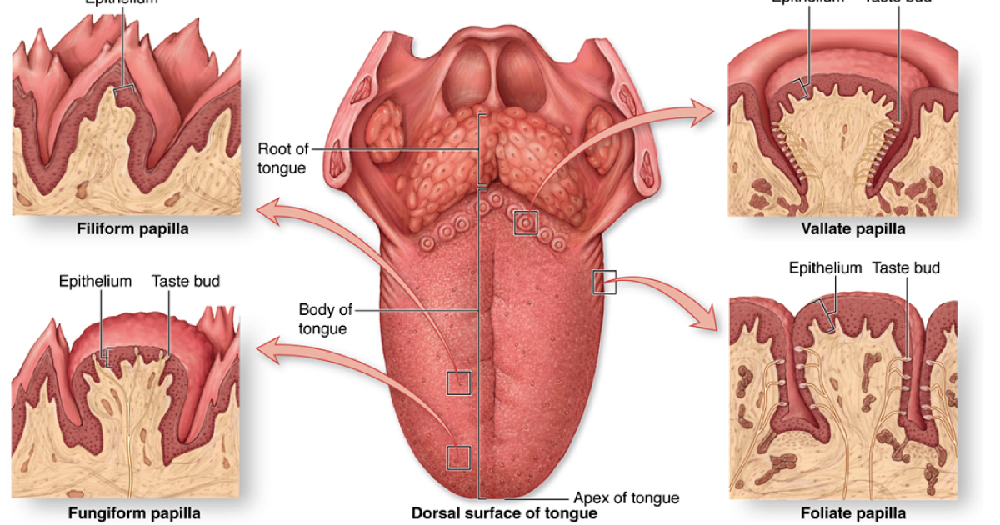 Epithelium
Epithelium Taste bud
Root of
tongue
Filiform papilla
Vallate papilla
Epithelium Taste bud
Epithelium Taste bud
Body of
tongue
Apex of tongue
Fungiform papilla
Dorsal surface of tongue
Foliate papilla